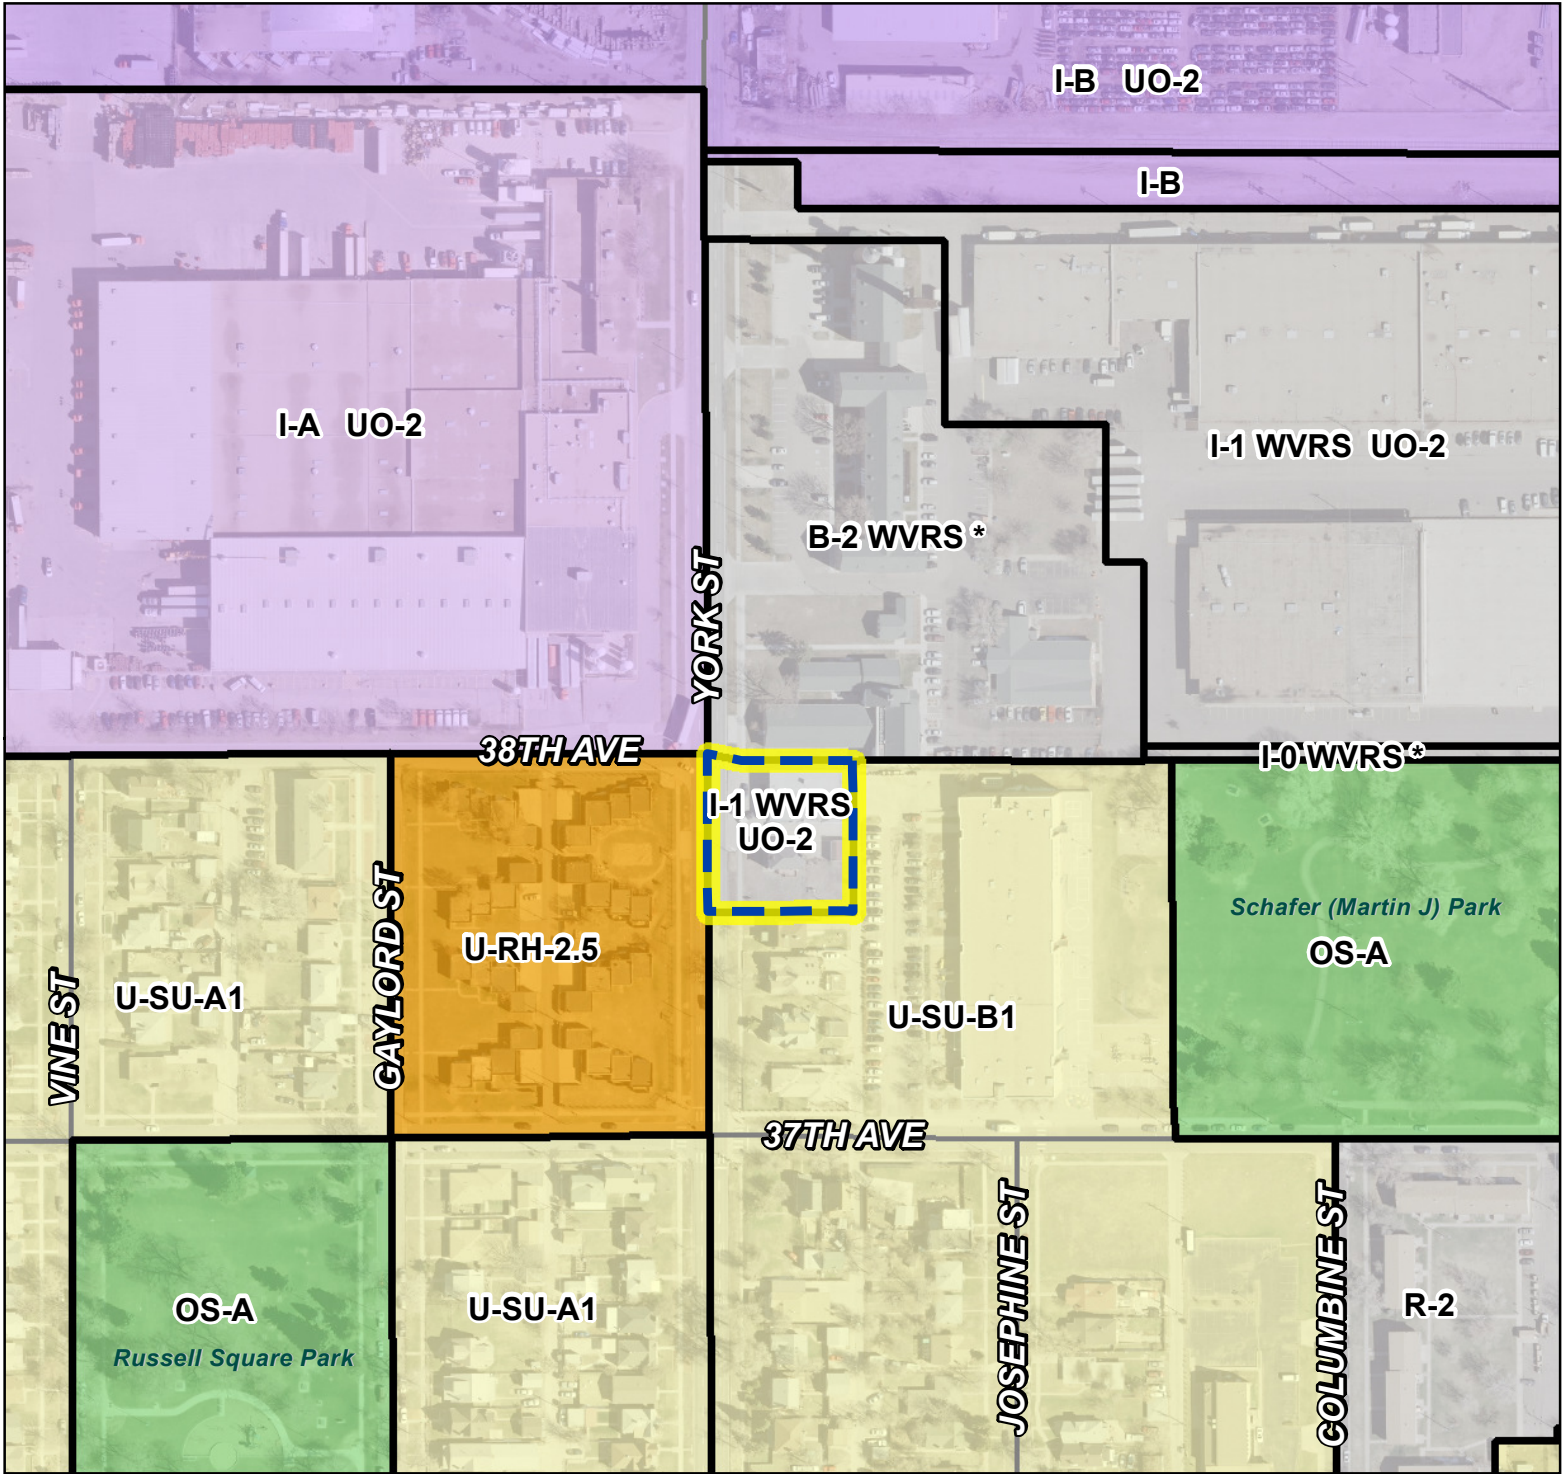 I-B UO-2
I-B
I-A UO-2
I-1 WVRS UO-2
B-2 WVRS *
YORK ST
38TH AVE
I-0 WVRS *
I-1 WVRS
UO-2
Schafer (Martin J) Park
OS-A
U-RH-2.5
GAYLORD ST
U-SU-A1
VINE ST
U-SU-B1
37TH AVE
JOSEPHINE ST
COLUMBINE ST
OS-A
Russell Square Park
U-SU-A1
R-2